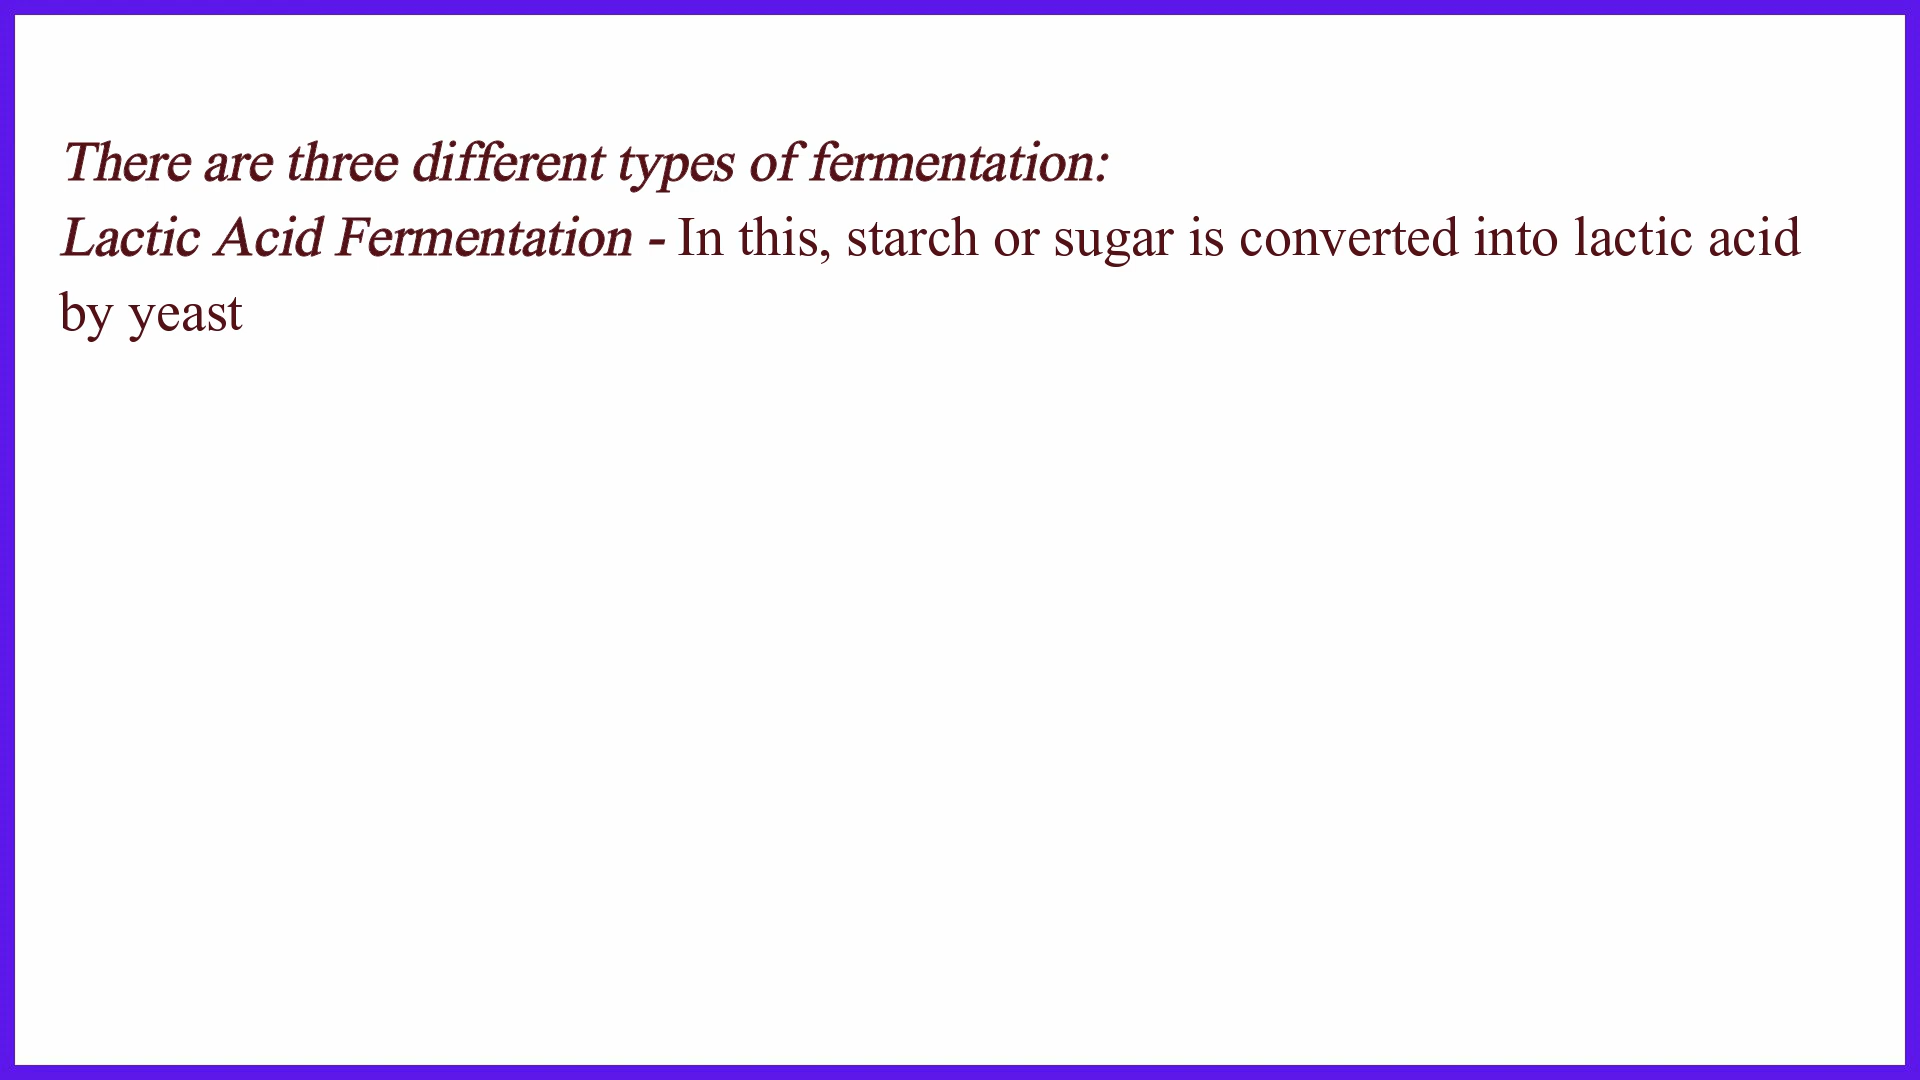 There are three different types of fermentation:
Lactic Acid Fermentation - In this, starch or sugar is converted into lactic acid
by yeast